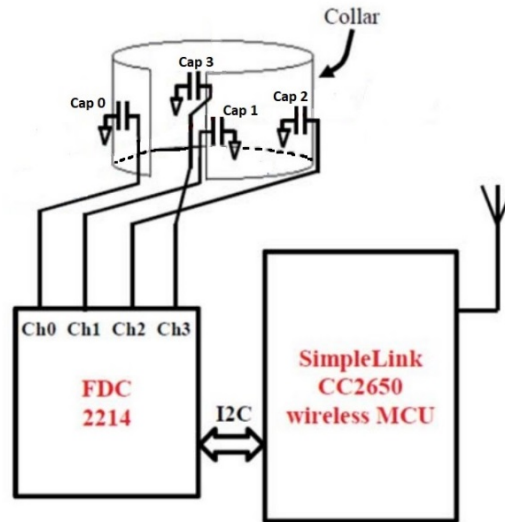 Collar
Cap 3
Cap 0
Cap 2
Cap 1
Ch0 Ch1 Ch2 Ch3
FDC
2214
I2C
SimpleLink
CC2650
wireless MCU